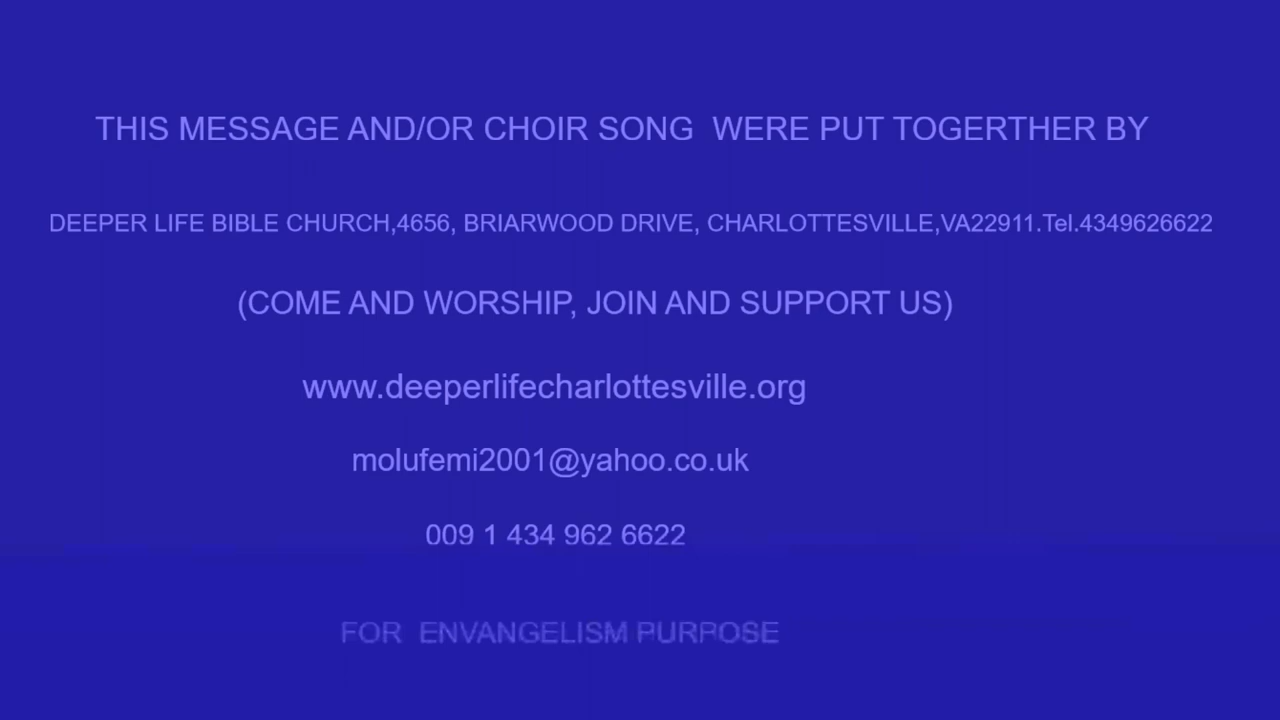 THIS MESSAGE AND/OR CHOIR SONG  WERE PUT TOGERTHER BY
DEEPER LIFE BIBLE CHURCH,4656, BRIARWOOD DRIVE, CHARLOTTESVILLE,VA22911.Tel.4349626622
(COME AND WORSHIP, JOIN AND SUPPORT US)
www.deeperlifecharlottesville.org
molufemi2001@yahoo.co.uk
009 1 434 962 6622
FOR  ENVANGELISM PURPOSE